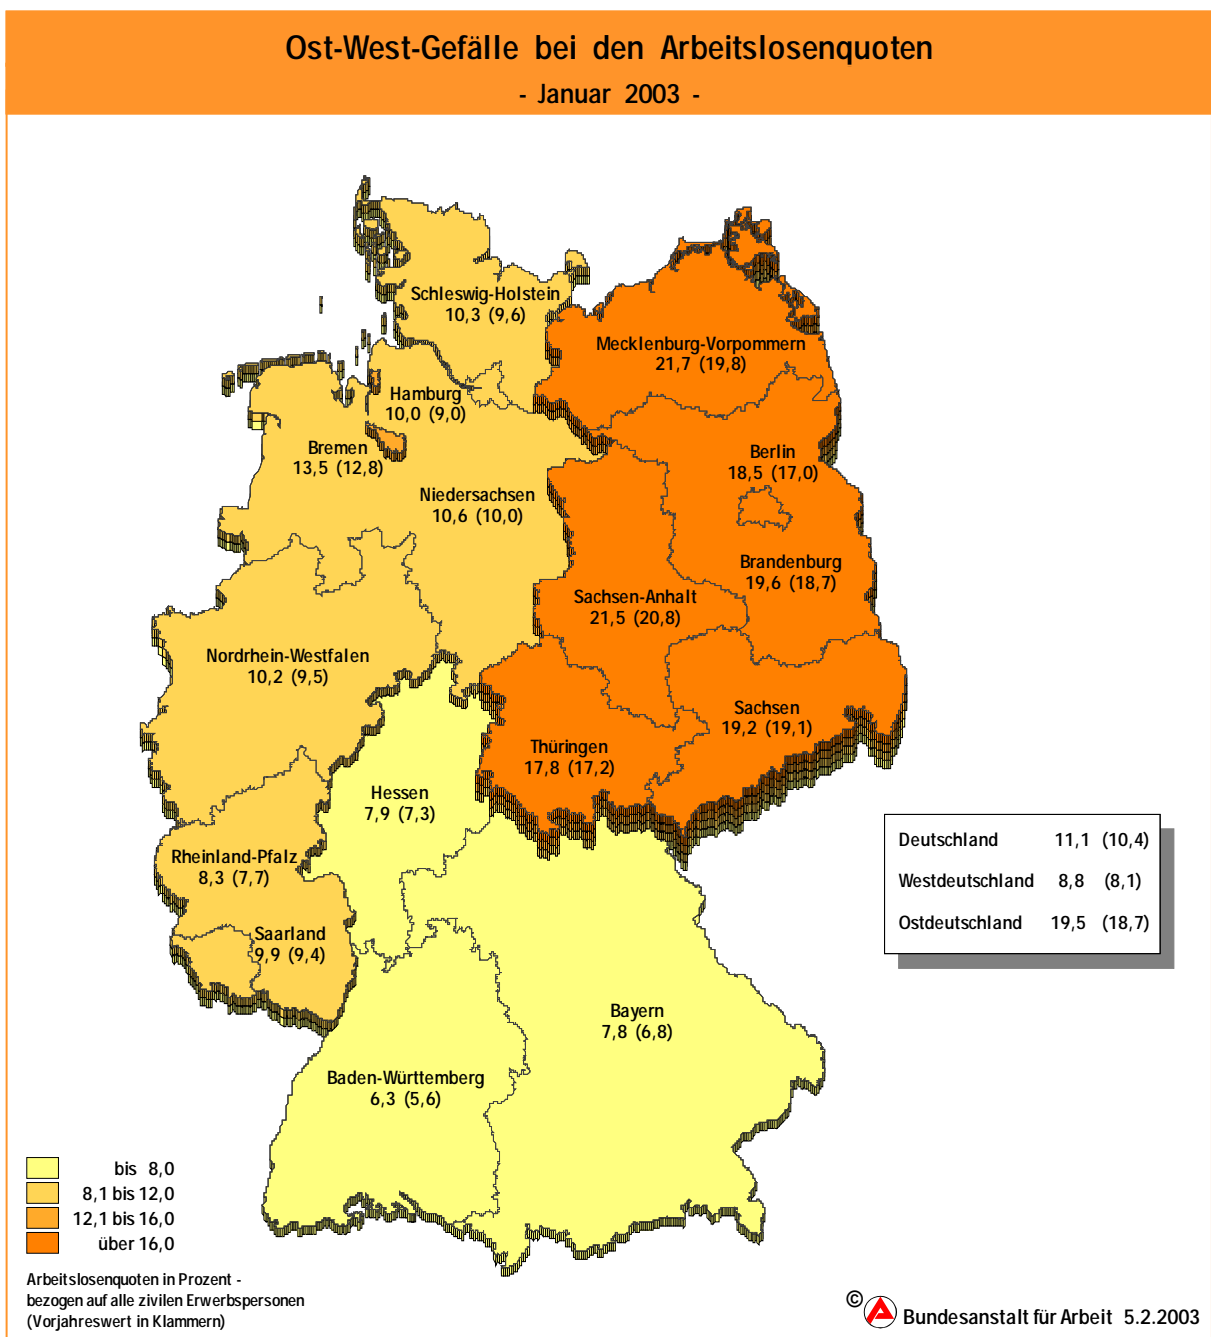 Ost-West-Gefälle bei den Arbeitslosenquoten
- Januar 2003 -
Schleswig-Holstein
10,3 (9,6)
Mecklenburg-Vorpommern
21,7 (19,8)
Hamburg
10,0 (9,0)
Bremen
13,5 (12,8)
Berlin
18,5 (17,0)
Niedersachsen
10,6 (10,0)
Brandenburg
19,6 (18,7)
Sachsen-Anhalt
21,5 (20,8)
Nordrhein-Westfalen
10,2 (9,5)
Sachsen
19,2 (19,1)
Thüringen
17,8 (17,2)
Hessen
7,9 (7,3)
Rheinland-Pfalz
8,3 (7,7)
Saarland
9,9 (9,4)
Bayern
7,8 (6,8)
Baden-Württemberg
6,3 (5,6)
Deutschland 11,1 (10,4)
Westdeutschland 8,8 (8,1)
Ostdeutschland 19,5 (18,7)
bis 8,0
8,1 bis 12,0
12,1 bis 16,0
über 16,0
Arbeitslosenquoten in Prozent -
bezogen auf alle zivilen Erwerbspersonen
(Vorjahreswert in Klammern)
© Bundesanstalt für Arbeit 5.2.2003